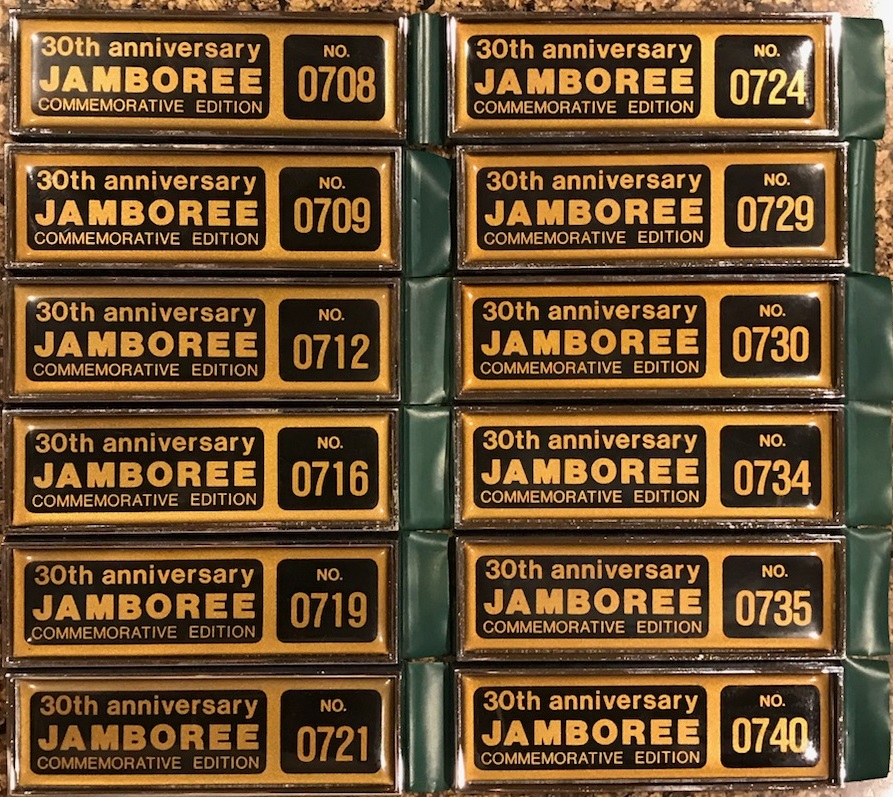 30th anniversary
JAMBOREE
COMMEMORATIVE EDITION
NO.
0708
30th anniversary
JAMBOREE
COMMEMORATIVE EDITION
NO.
0709
30th anniversary
JAMBOREE
COMMEMORATIVE EDITION
NO.
0712
30th anniversary
JAMBOREE
COMMEMORATIVE EDITION
NO.
0716
30th anniversary
JAMBOREE
COMMEMORATIVE EDITION
NO.
0719
30th anniversary
JAMBOREE
COMMEMORATIVE EDITION
NO.
0721
30th anniversary
JAMBOREE
COMMEMORATIVE EDITION
NO.
0724
30th anniversary
JAMBOREE
COMMEMORATIVE EDITION
NO.
0729
30th anniversary
JAMBOREE
COMMEMORATIVE EDITION
NO.
0730
30th anniversary
JAMBOREE
COMMEMORATIVE EDITION
NO.
0734
30th anniversary
JAMBOREE
COMMEMORATIVE EDITION
NO.
0735
30th anniversary
JAMBOREE
COMMEMORATIVE EDITION
NO.
0740